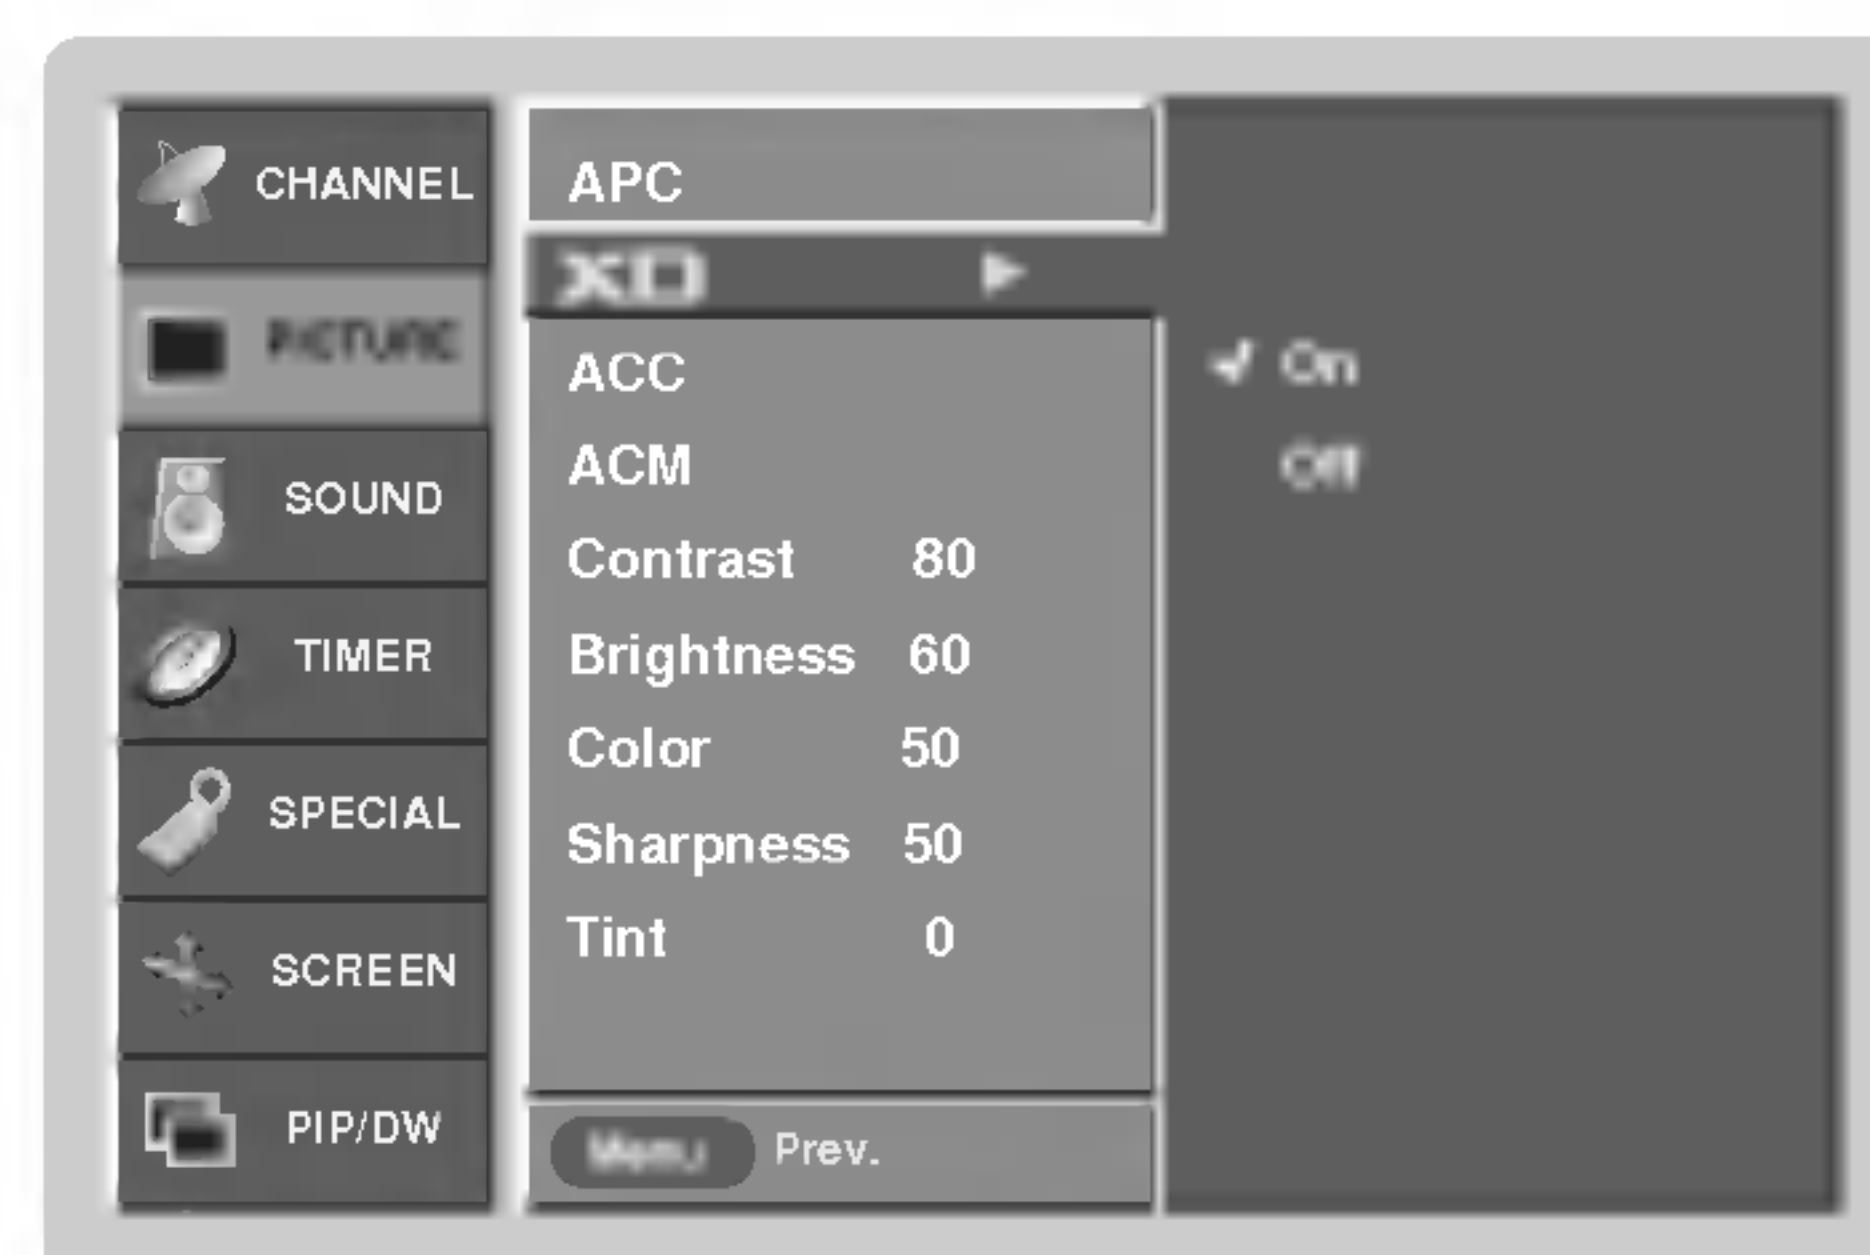 CHANNEL
PICTURE
SOUND
TIMER
SPECIAL
SCREEN
PIP/DW
APC
XD
ACC
ACM
Contrast 80
Brightness 60
Color 50
Sharpness 50
Tint 0
Menu Prev.
On
Off